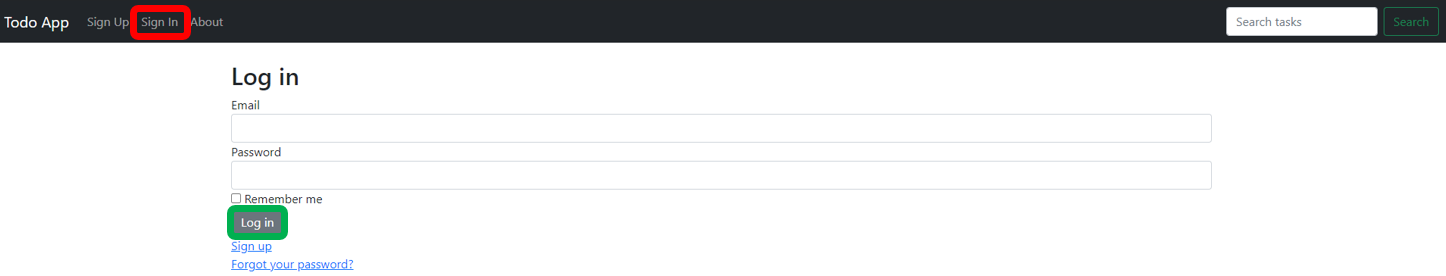 Todo App Sign Up Sign In About Search tasks Search
Log in
Email
Password
Remember me
Log in
Sign up
Forgot your password?